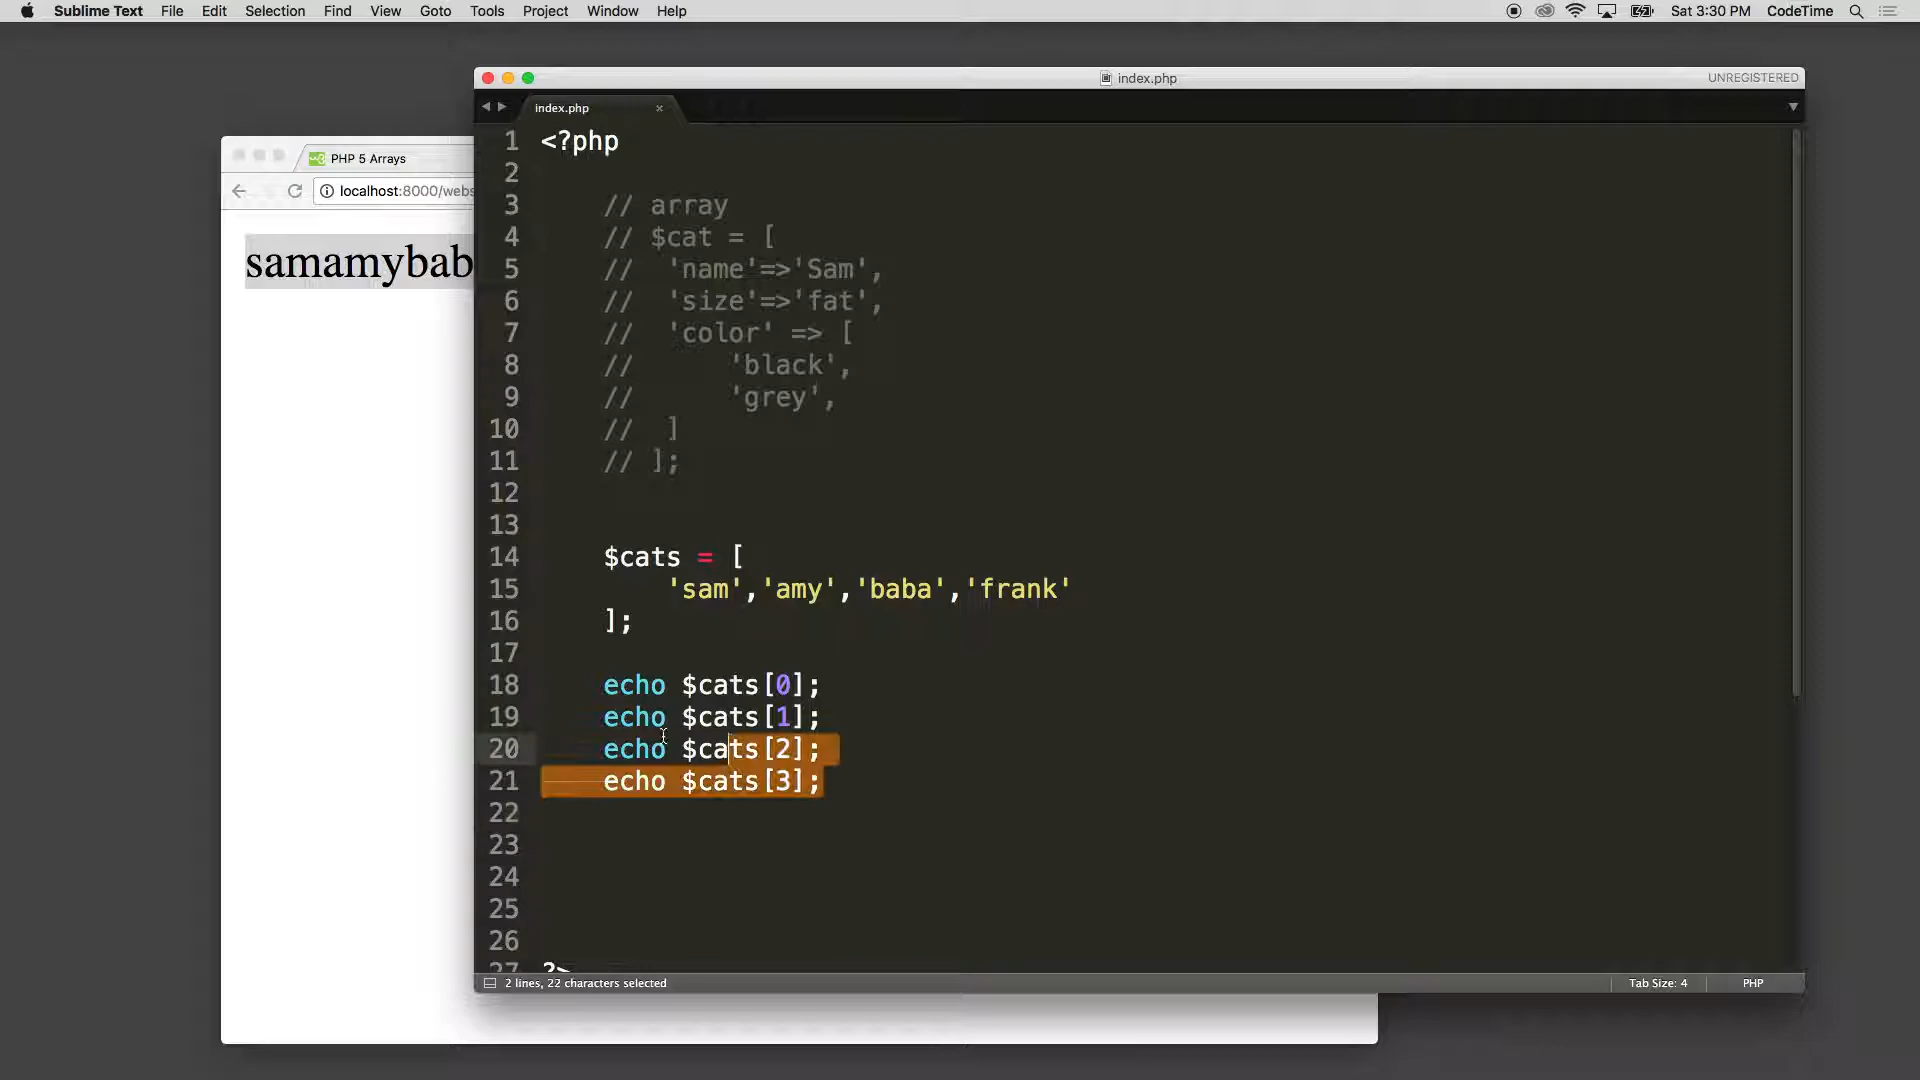 Sublime Text File Edit Selection Find View Goto Tools Project Window Help Sat 3:30 PM CodeTime
index.php UNREGISTERED
index.php
PHP 5 Arrays
localhost:8000/webs
samamybab
1 <?php
2
3 // array
4 // $cat = [
5 // 'name'=>'Sam',
6 // 'size'=>'fat',
7 // 'color' => [
8 // 'black',
9 // 'grey',
10 // ]
11 // ];
12
13
14 $cats = [
15 'sam','amy','baba','frank'
16 ];
17
18 echo $cats[0];
19 echo $cats[1];
20 echo $cats[2];
21 echo $cats[3];
22
23
24
25
26
27 ?>
2 lines, 22 characters selected Tab Size: 4 PHP